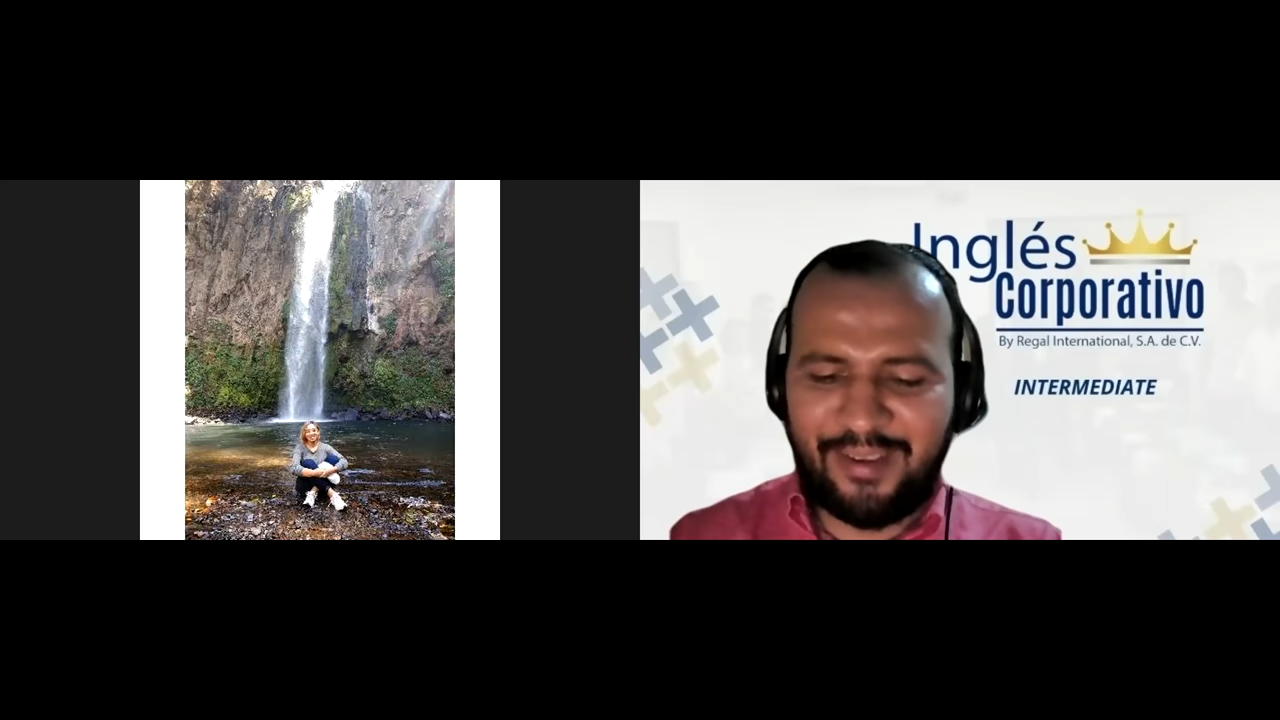 Inglés
Corporativo
By Regal International, S.A. de C.V.
INTERMEDIATE